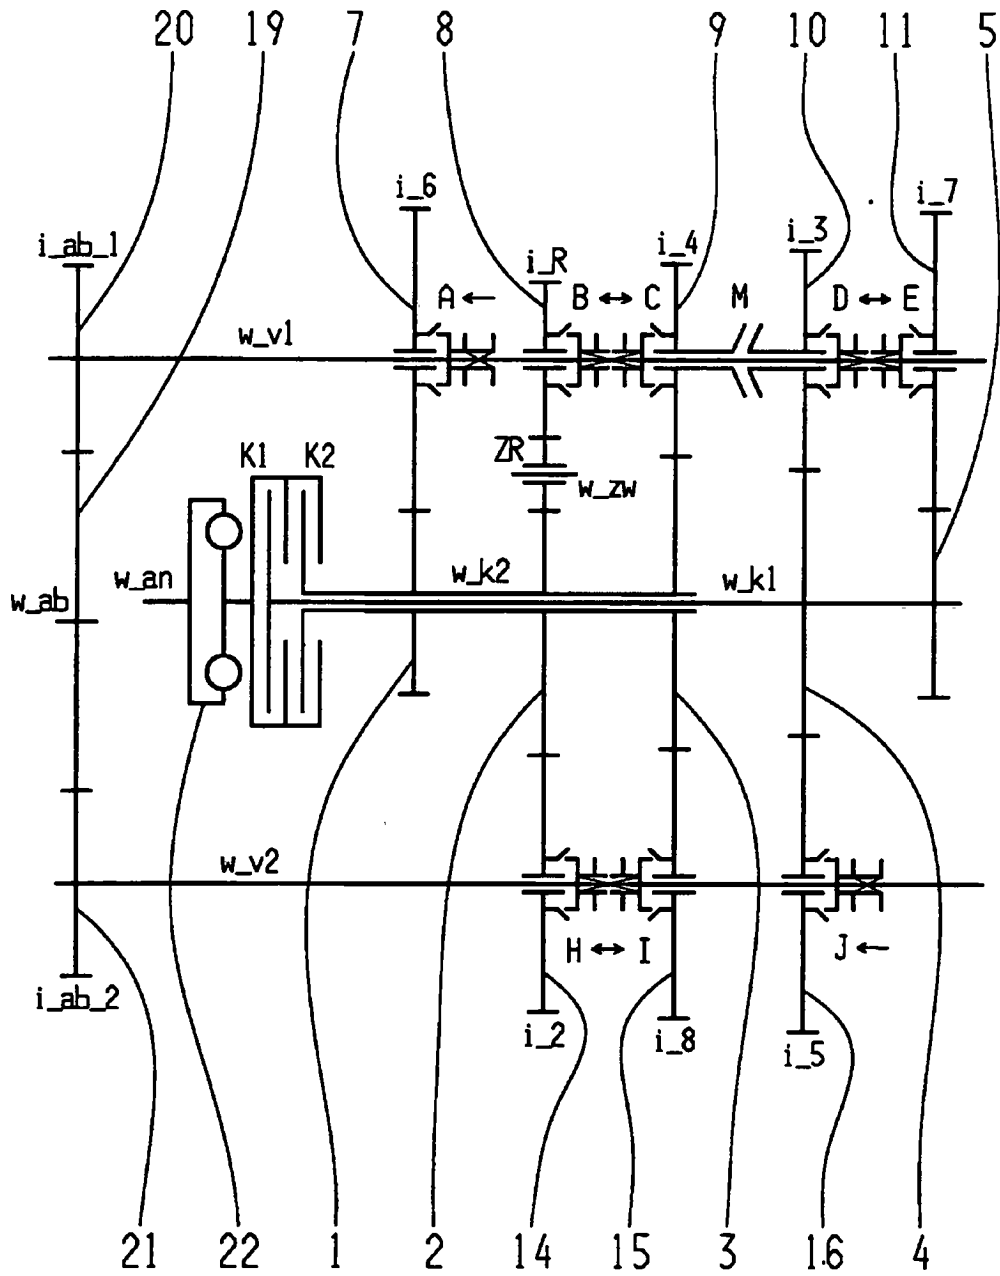 20 19 7 8 9 10 11 5
i_6 i_7
i_ab_1 i_R i_4 i_3
A B C M D E
w_v1
K1 K2 ZR
w_zw
w_an w_k2 w_k1
w_ab
w_v2
H I J
i_ab_2
i_2 i_8 i_5
21 22 1 2 14 15 3 16 4